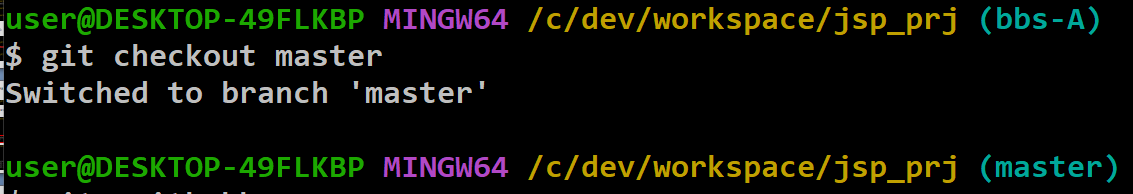 user@DESKTOP-49FLKBP MINGW64 /c/dev/workspace/jsp_prj (bbs-A)
$ git checkout master
Switched to branch 'master'
user@DESKTOP-49FLKBP MINGW64 /c/dev/workspace/jsp_prj (master)